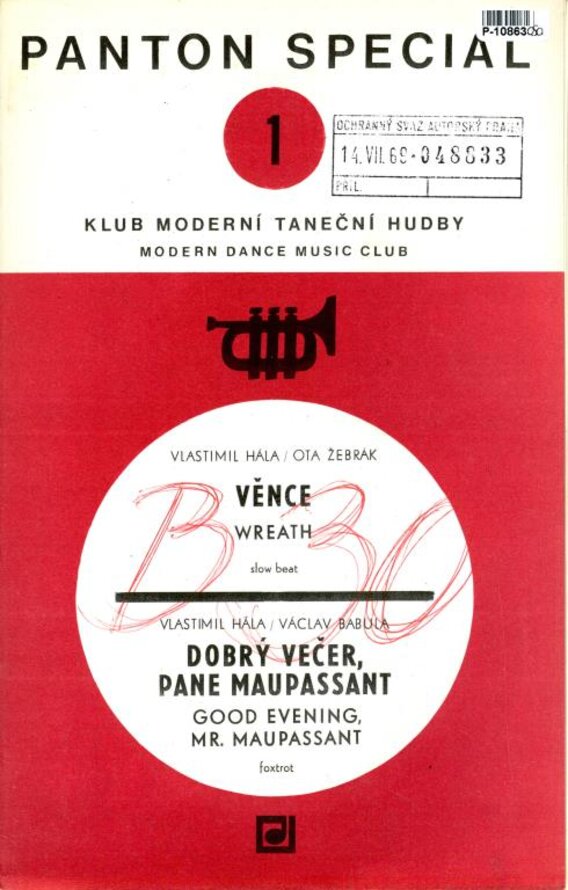 P-10863
PANTON SPECIAL
1
OCHRANNÝ SVAZ AUTORSKÝ PRAHA
14.VII.69-048833
PŘÍL.
KLUB MODERNÍ TANEČNÍ HUDBY
MODERN DANCE MUSIC CLUB
VLASTIMIL HÁLA / OTA ŽEBRÁK
VĚNCE
WREATH
B 30
slow beat
VLASTIMIL HÁLA / VÁCLAV BABULA
DOBRÝ VEČER,
PANE MAUPASSANT
GOOD EVENING,
MR. MAUPASSANT
foxtrot